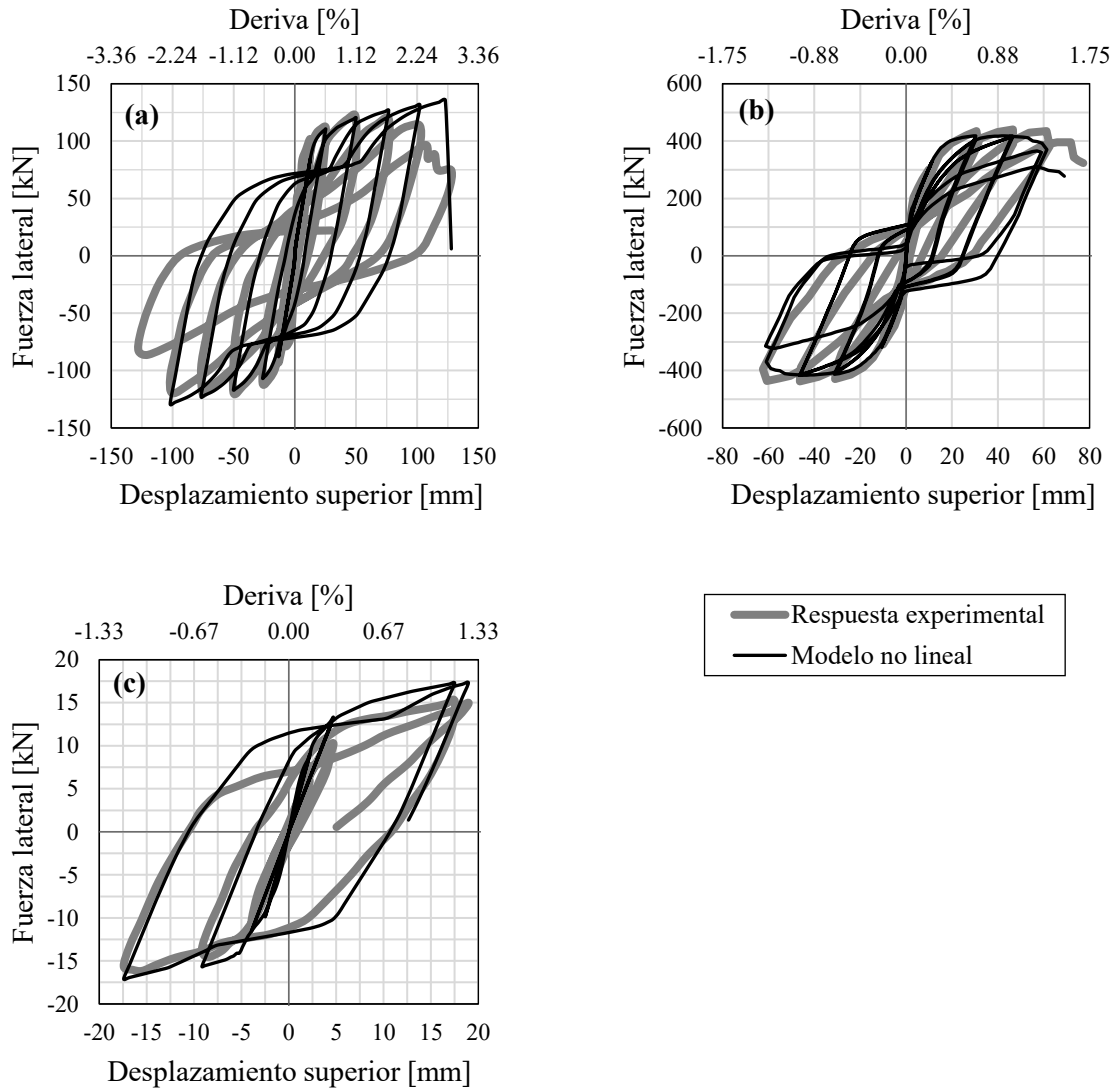 Deriva [%]
-3.36 -2.24 -1.12 0.00 1.12 2.24 3.36
(a)
150
100
50
0
-50
-100
-150
Fuerza lateral [kN]
-150 -100 -50 0 50 100 150
Desplazamiento superior [mm]
Deriva [%]
-1.75 -0.88 0.00 0.88 1.75
(b)
600
400
200
0
-200
-400
-600
Fuerza lateral [kN]
-80 -60 -40 -20 0 20 40 60 80
Desplazamiento superior [mm]
Deriva [%]
-1.33 -0.67 0.00 0.67 1.33
(c)
20
15
10
5
0
-5
-10
-15
-20
Fuerza lateral [kN]
-20 -15 -10 -5 0 5 10 15 20
Desplazamiento superior [mm]
Respuesta experimental
Modelo no lineal